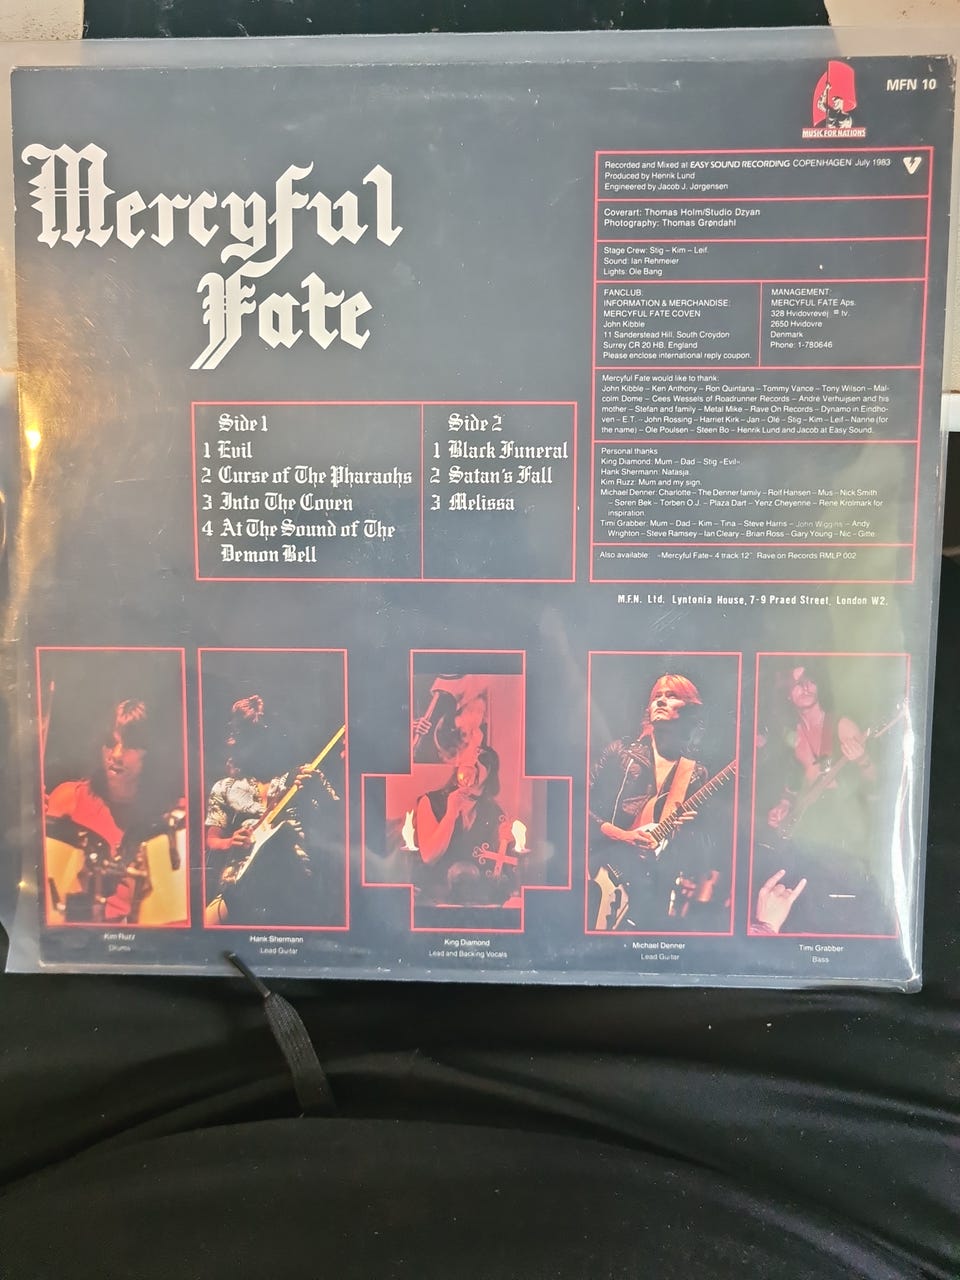 MFN 10
MUSIC FOR NATIONS
Mercyful
Fate
Recorded and Mixed at EASY SOUND RECORDING COPENHAGEN July 1983
Produced by Henrik Lund
Engineered by Jacob J. Jørgensen
Coverart: Thomas Holm/Studio Dzyan
Photography: Thomas Grøndahl
Stage Crew: Stig – Kim – Leif.
Sound: Ian Rehmeier
Lights: Ole Bang
FANCLUB:
INFORMATION & MERCHANDISE:
MERCYFUL FATE COVEN
John Kibble
11 Sanderstead Hill, South Croydon
Surrey CR 20 HB, England
Please enclose international reply coupon.
MANAGEMENT:
MERCYFUL FATE Aps.
328 Hvidovrevej tv.
2650 Hvidovre
Denmark
Phone: 1-780646
Mercyful Fate would like to thank:
John Kibble – Ken Anthony – Ron Quintana – Tommy Vance – Tony Wilson – Mal-
colm Dome – Cees Wessels of Roadrunner Records – André Verhuijsen and his
mother – Stefan and family – Metal Mike – Rave On Records – Dynamo in Eindho-
ven – E.T. – John Rossing – Harriet Kirk – Jan – Olé – Stig – Kim – Leif – Nanne (for
the name) – Ole Poulsen – Steen Bo – Henrik Lund and Jacob at Easy Sound.
Personal thanks
King Diamond: Mum – Dad – Stig »Evil«.
Hank Shermann: Natasja.
Kim Ruzz: Mum and my sign.
Michael Denner: Charlotte – The Denner family – Rolf Hansen – Mus – Nick Smith
– Søren Bek – Torben O.J. – Plaza Dart – Yenz Cheyenne – Rene Krolmark for
inspiration.
Timi Grabber: Mum – Dad – Kim – Tina – Steve Harris – John Wiggins – Andy
Wrighton – Steve Ramsey – Ian Cleary – Brian Ross – Gary Young – Nic – Gitte.
Also available: »Mercyful Fate« 4 track 12". Rave on Records RMLP 002
M.F.N. Ltd. Lyntonia House, 7-9 Praed Street, London W2.
Side 1
1 Evil
2 Curse of The Pharaohs
3 Into The Coven
4 At The Sound of The
Demon Bell
Side 2
1 Black Funeral
2 Satan's Fall
3 Melissa
Kim Ruzz
Drums
Hank Shermann
Lead Guitar
King Diamond
Lead and Backing Vocals
Michael Denner
Lead Guitar
Timi Grabber
Bass